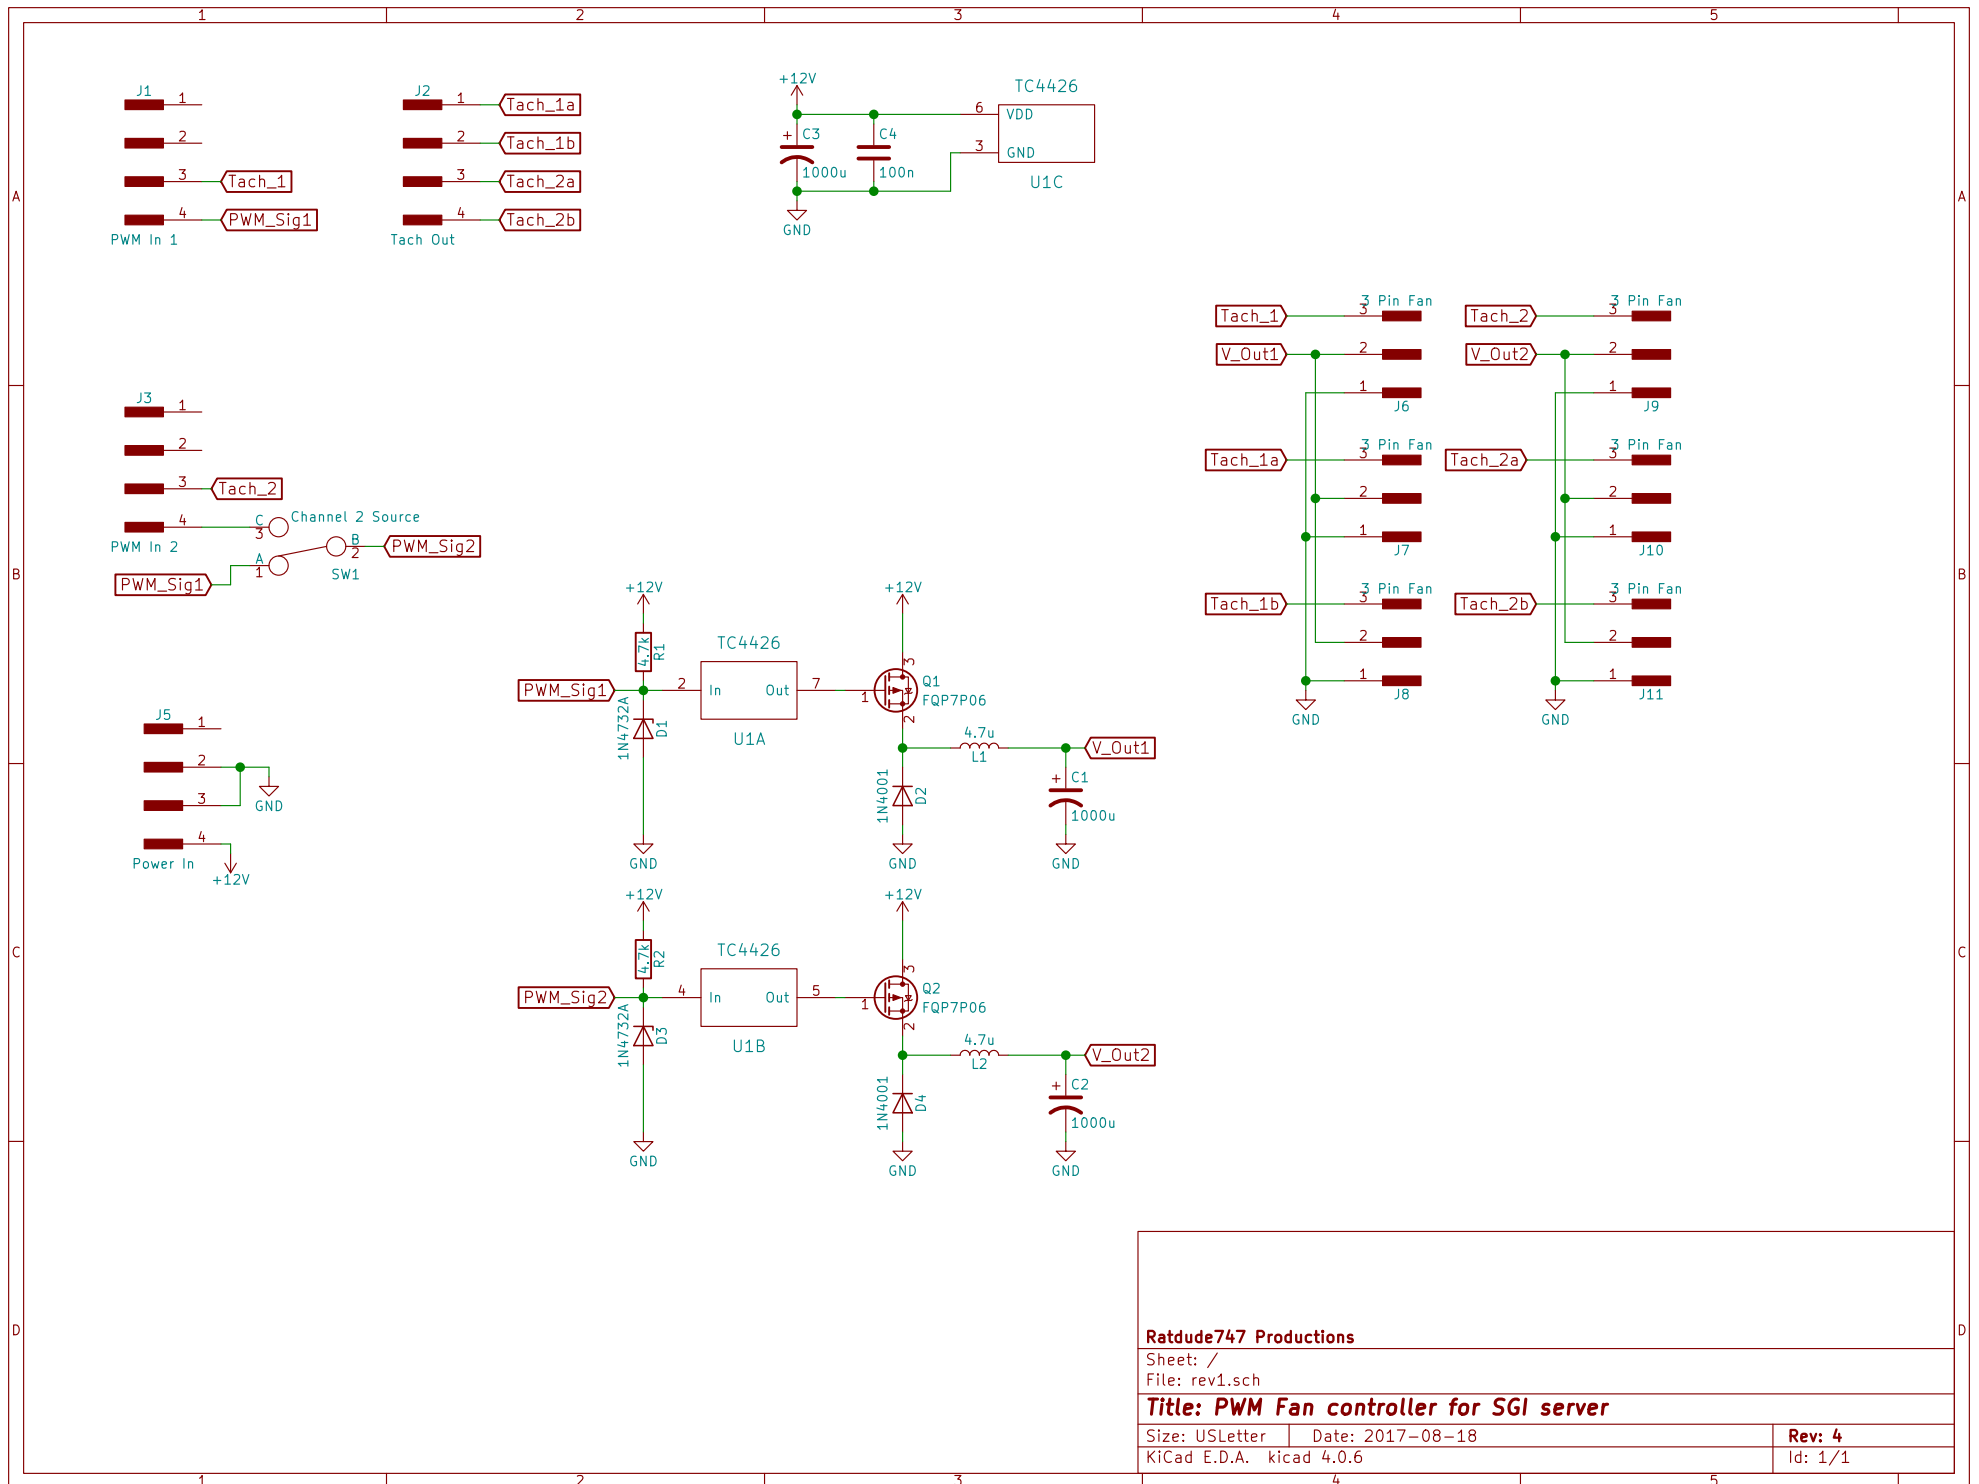 1 2 3 4 5
A
B
C
D
A
B
C
D
1 2 3 4 5
J1
1
2
3 Tach_1
4 PWM_Sig1
PWM In 1
J2
1 Tach_1a
2 Tach_1b
3 Tach_2a
4 Tach_2b
Tach Out
+12V
+ C3
1000u
C4
100n
GND
TC4426
6 VDD
3 GND
U1C
J3
1
2
3 Tach_2
4
PWM In 2
C
3
Channel 2 Source
A
1
B
2
SW1
PWM_Sig1
PWM_Sig2
J5
1
2
3
4
GND
Power In
+12V
+12V
4.7k
R1
PWM_Sig1
1N4732A
D1
GND
TC4426
2 In Out 7
U1A
+12V
3
1
2
Q1
FQP7P06
4.7u
L1
V_Out1
1N4001
D2
GND
+ C1
1000u
GND
+12V
4.7k
R2
PWM_Sig2
1N4732A
D3
GND
TC4426
4 In Out 5
U1B
+12V
3
1
2
Q2
FQP7P06
4.7u
L2
V_Out2
1N4001
D4
GND
+ C2
1000u
GND
3 Pin Fan
Tach_1 3
V_Out1 2
1
J6
3 Pin Fan
Tach_1a 3
2
1
J7
3 Pin Fan
Tach_1b 3
2
1
J8
GND
3 Pin Fan
Tach_2 3
V_Out2 2
1
J9
3 Pin Fan
Tach_2a 3
2
1
J10
3 Pin Fan
Tach_2b 3
2
1
J11
GND
Ratdude747 Productions
Sheet: /
File: rev1.sch
Title: PWM Fan controller for SGI server
Size: USLetter Date: 2017-08-18 Rev: 4
KiCad E.D.A. kicad 4.0.6 Id: 1/1